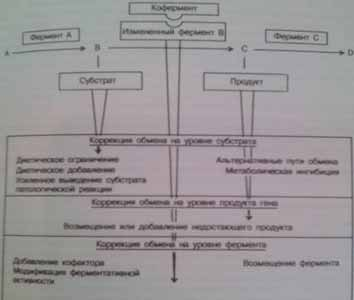 Кофермент
Фермент А
Измененный фермент В
Фермент С
А
В
С
D
Субстрат
Продукт
Коррекция обмена на уровне субстрата
Диетическое ограничение
Диетическое добавление
Усиленное выведение субстрата
патологической реакции
Альтернативные пути обмена
Метаболическая ингибиция
Коррекция обмена на уровне продукта гена
Возмещение или добавление недостающего продукта
Коррекция обмена на уровне фермента
Добавление кофактора
Модификация ферментативной
активности
Возмещение фермента